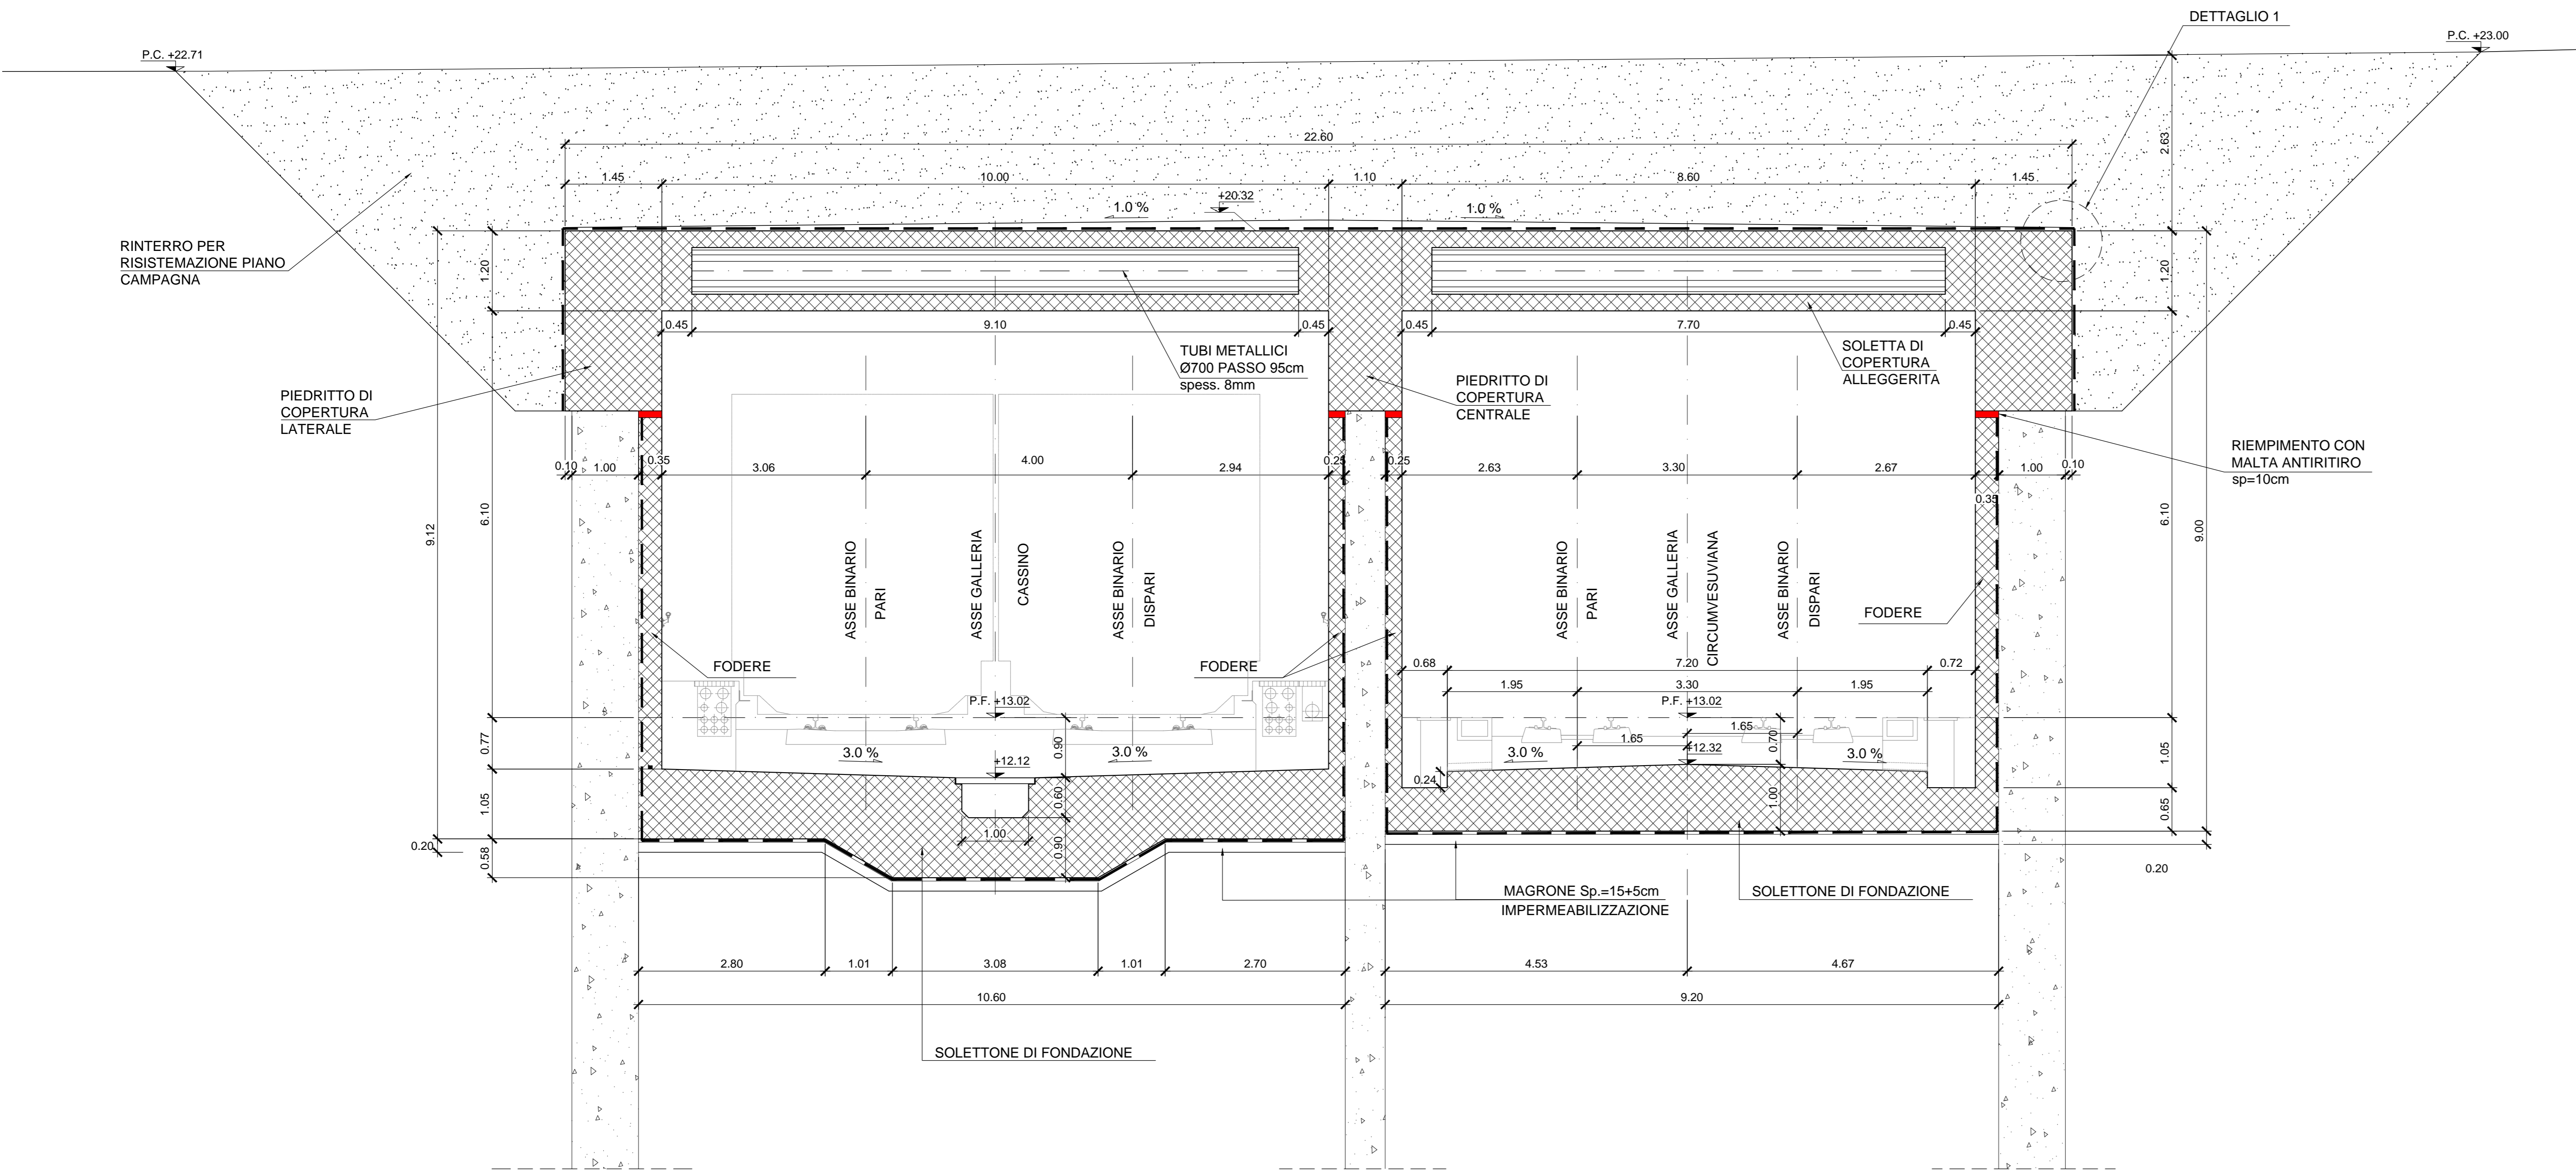 DETTAGLIO 1
P.C. +22.71
P.C. +23.00
22.60
2.63
1.45
10.00
1.10
8.60
1.45
+20.32
1.0 %
1.0 %
RINTERRO PER
RISISTEMAZIONE PIANO
CAMPAGNA
1.20
1.20
0.45
9.10
0.45
0.45
7.70
0.45
TUBI METALLICI
Ø700 PASSO 95cm
spess. 8mm
SOLETTA DI
COPERTURA
ALLEGGERITA
PIEDRITTO DI
COPERTURA
CENTRALE
PIEDRITTO DI
COPERTURA
LATERALE
RIEMPIMENTO CON
MALTA ANTIRITIRO
sp=10cm
0.10
1.00
0.35
3.06
4.00
2.94
0.25
0.25
2.63
3.30
2.67
0.35
1.00
0.10
9.12
6.10
6.10
9.00
ASSE BINARIO
PARI
ASSE GALLERIA
CASSINO
ASSE BINARIO
DISPARI
ASSE BINARIO
PARI
ASSE GALLERIA
CIRCUMVESUVIANA
ASSE BINARIO
DISPARI
FODERE
FODERE
FODERE
0.68
7.20
0.72
1.95
3.30
1.95
P.F. +13.02
P.F. +13.02
1.65
1.65
0.77
3.0 %
3.0 %
0.90
+12.12
+12.32
0.70
3.0 %
3.0 %
1.05
0.24
1.05
0.60
1.00
1.00
0.65
0.20
0.58
0.90
0.20
MAGRONE Sp.=15+5cm
IMPERMEABILIZZAZIONE
SOLETTONE DI FONDAZIONE
2.80
1.01
3.08
1.01
2.70
4.53
4.67
10.60
9.20
SOLETTONE DI FONDAZIONE